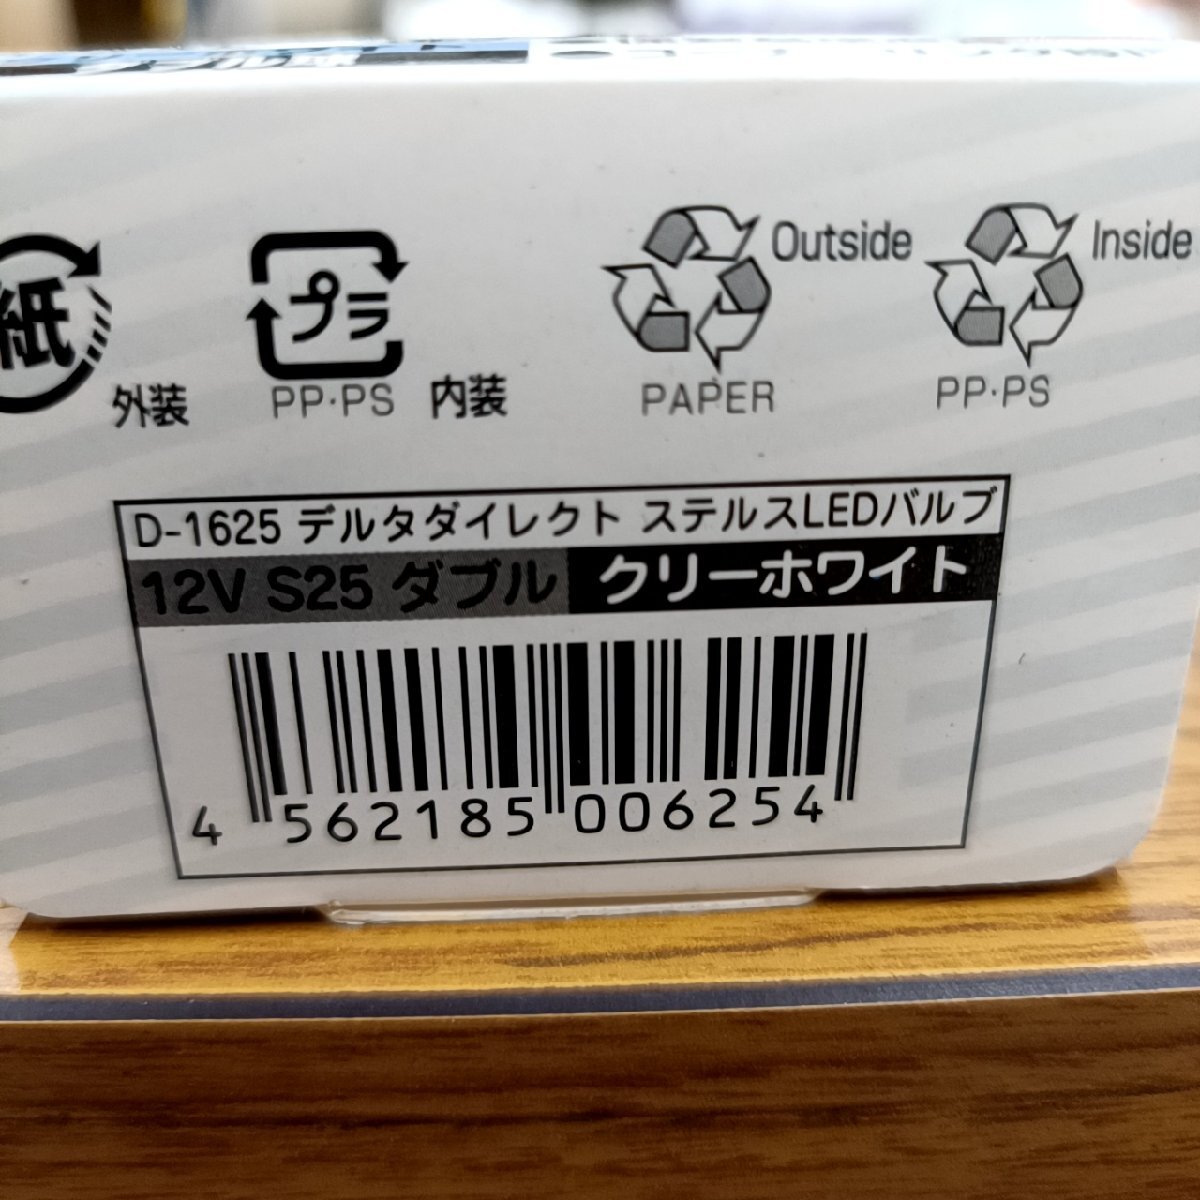 紙
外装
プラ
PP・PS
内装
PAPER
Outside
PP・PS
Inside
D-1625 デルタダイレクト ステルスLEDバルブ
12V S25 ダブル クリーホワイト
4 562185 006254